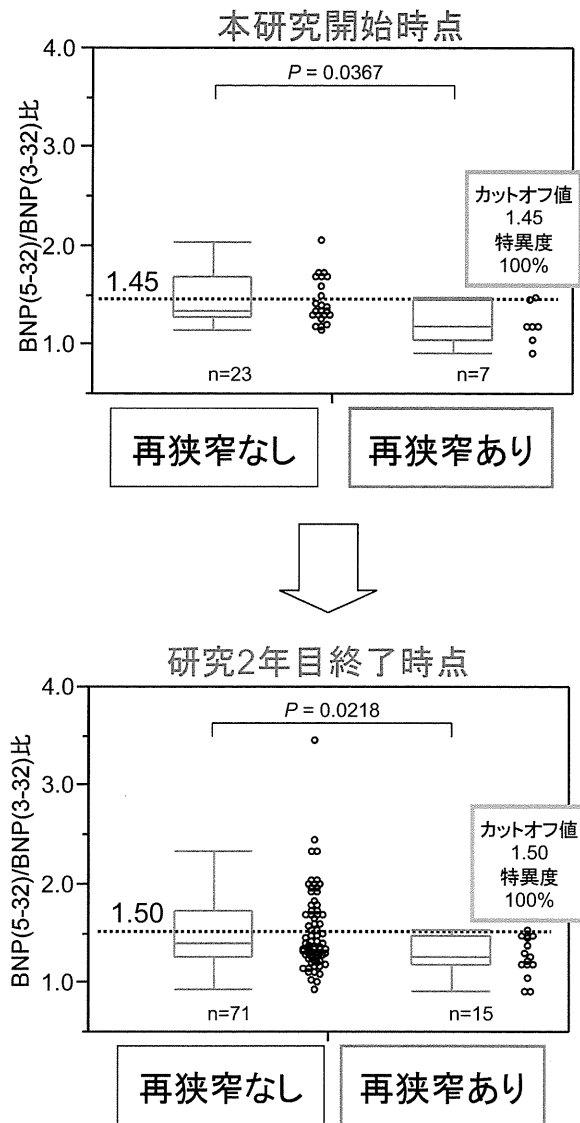 本研究開始時点
4.0
P = 0.0367
3.0
BNP(5-32)/BNP(3-32)比
カットオフ値
1.45
特異度
100%
2.0
1.45
1.0
n=23
n=7
再狭窄なし
再狭窄あり
研究2年目終了時点
4.0
P = 0.0218
3.0
BNP(5-32)/BNP(3-32)比
カットオフ値
1.50
特異度
100%
2.0
1.50
1.0
n=71
n=15
再狭窄なし
再狭窄あり